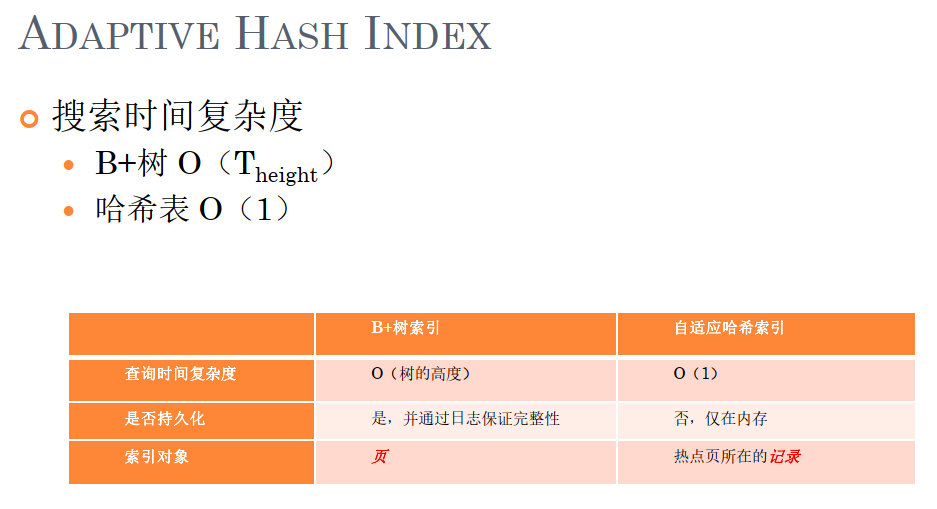 ADAPTIVE HASH INDEX
搜索时间复杂度
B+树 O（Theight）
哈希表 O（1）
B+树索引 自适应哈希索引
查询时间复杂度 O（树的高度） O（1）
是否持久化 是，并通过日志保证完整性 否，仅在内存
索引对象 页 热点页所在的记录